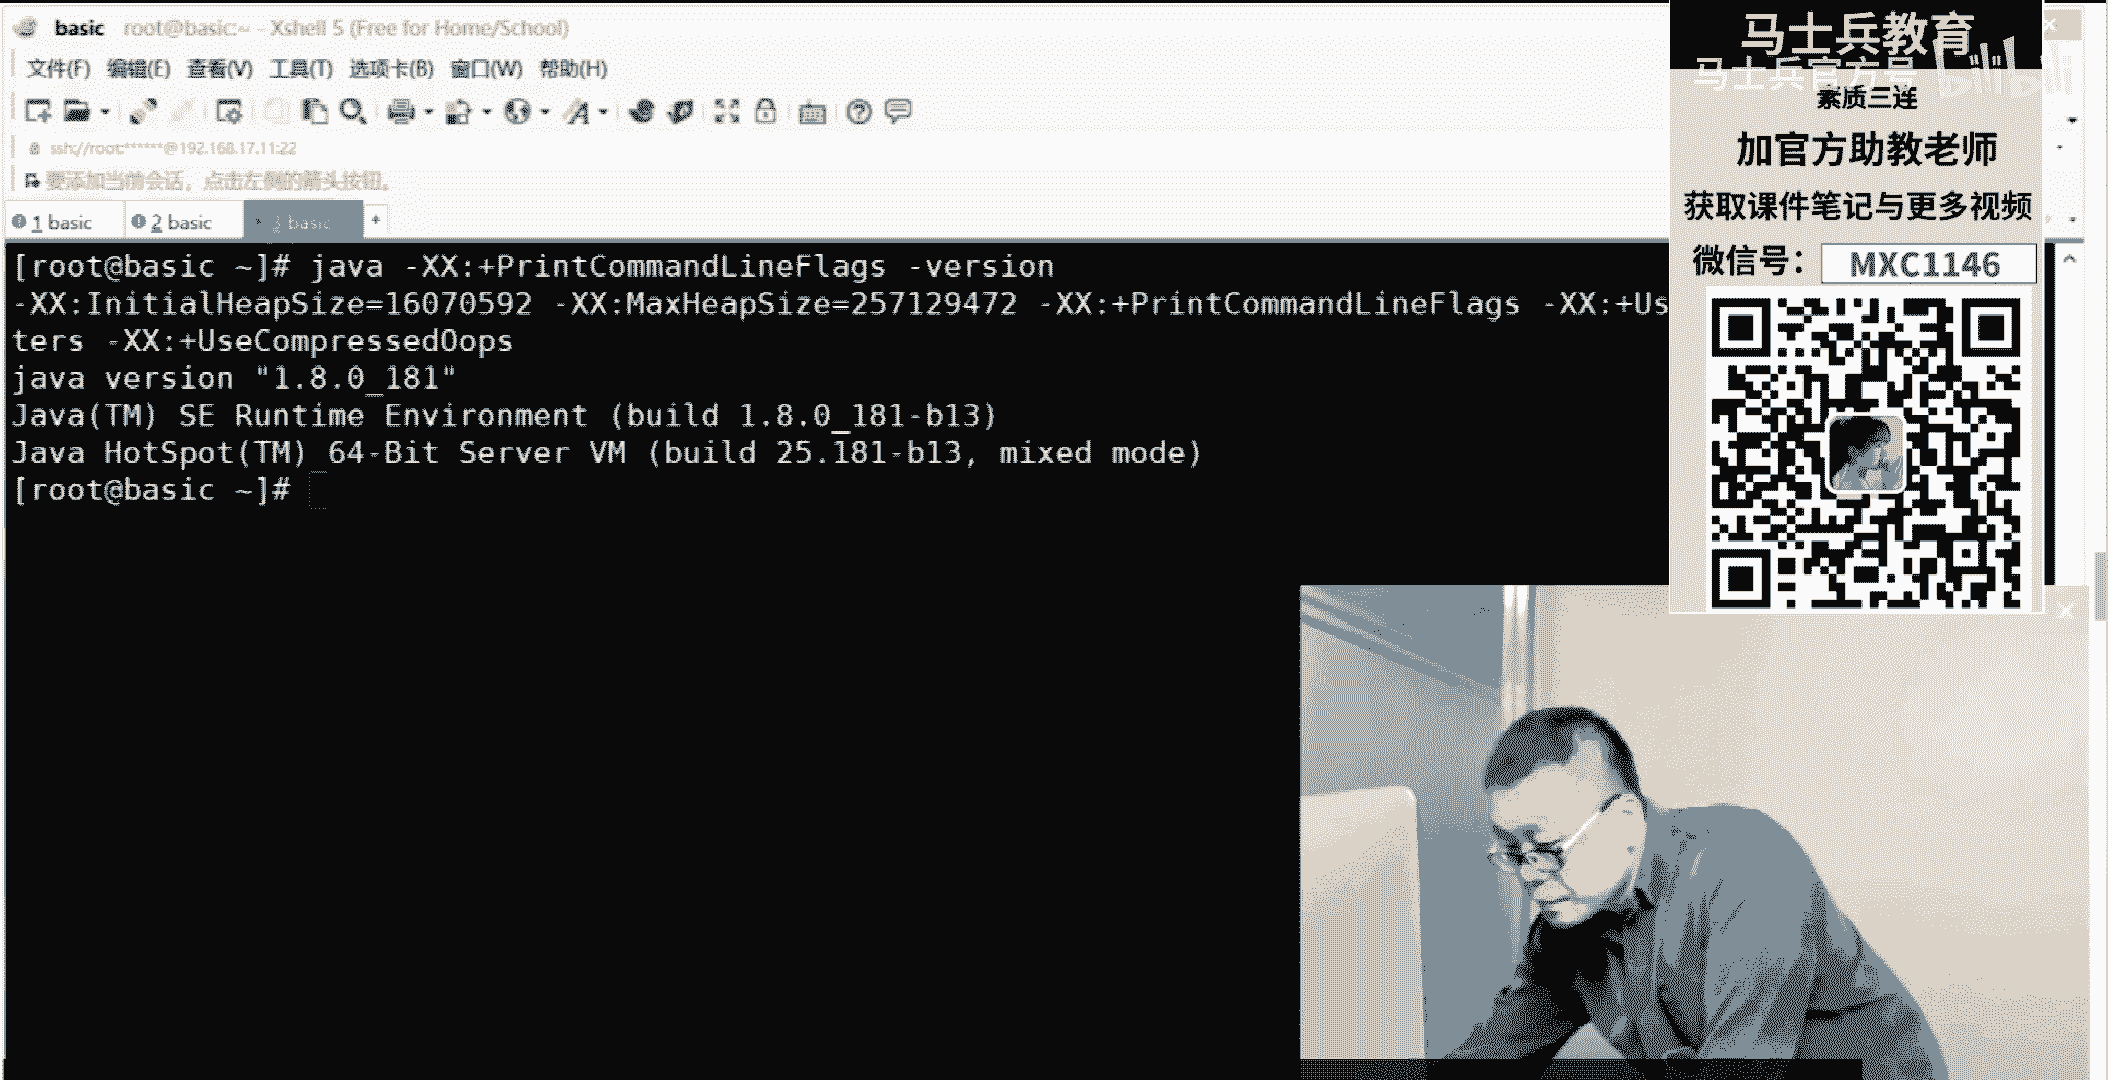 basic root@basic:~ - Xshell 5 (Free for Home/School)
文件(F) 编辑(E) 查看(V) 工具(T) 选项卡(B) 窗口(W) 帮助(H)
ssh://root:******@192.168.17.11:22
要添加当前会话，点击左侧的箭头按钮。
1 basic 2 basic 3 basic +
[root@basic ~]# java -XX:+PrintCommandLineFlags -version
-XX:InitialHeapSize=16070592 -XX:MaxHeapSize=257129472 -XX:+PrintCommandLineFlags -XX:+Us
ters -XX:+UseCompressedOops
java version "1.8.0_181"
Java(TM) SE Runtime Environment (build 1.8.0_181-b13)
Java HotSpot(TM) 64-Bit Server VM (build 25.181-b13, mixed mode)
[root@basic ~]#
马士兵教育
马士兵官方号 bilibili
素质三连
加官方助教老师
获取课件笔记与更多视频
微信号： MXC1146